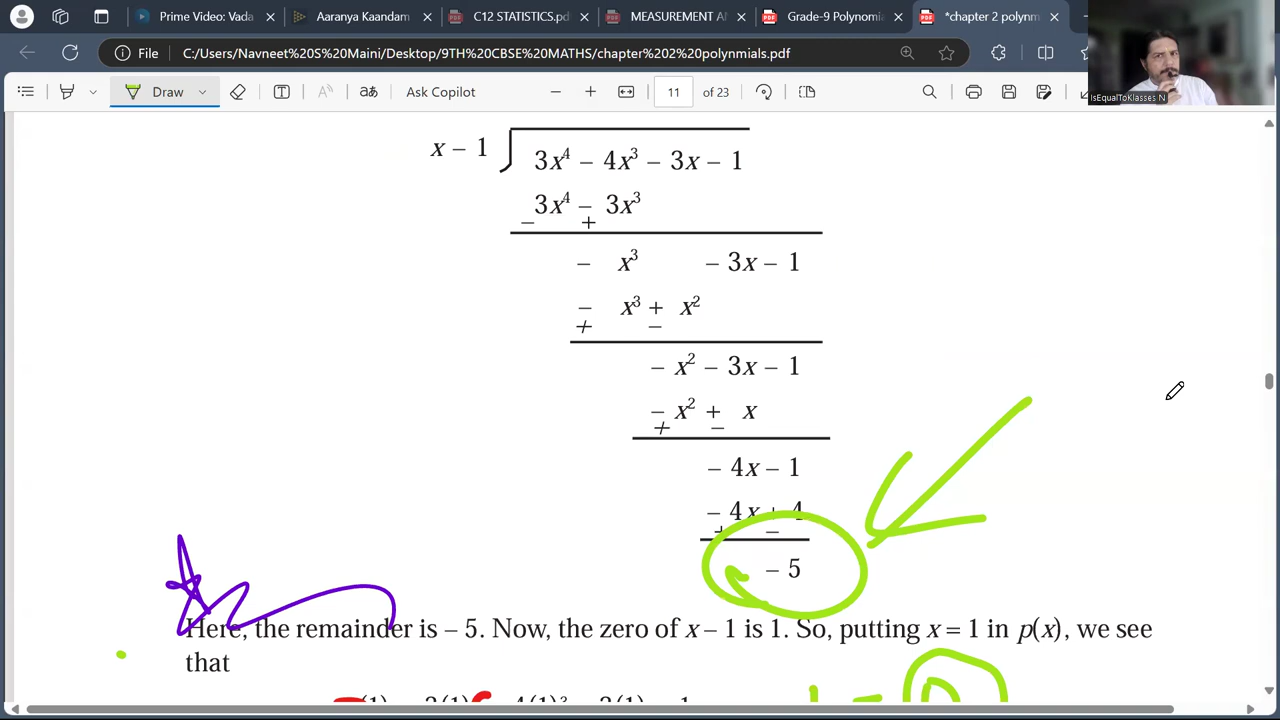 Prime Video: Vada
Aaranya Kaandam
C12 STATISTICS.pd
MEASUREMENT A
Grade-9 Polynomi
*chapter 2 polynm
File
C:/Users/Navneet%20S%20Maini/Desktop/9TH%20CBSE%20MATHS/chapter%202%20polynmials.pdf
Draw
Ask Copilot
11 of 23
IsEqualToKlasses N
x – 1
3x⁴ – 4x³ – 3x – 1
3x⁴ – 3x³
– +
– x³ – 3x – 1
– x³ + x²
+ –
– x² – 3x – 1
– x² + x
+ –
– 4x – 1
– 4x + 4
+ –
– 5
Here, the remainder is – 5. Now, the zero of x – 1 is 1. So, putting x = 1 in p(x), we see
that